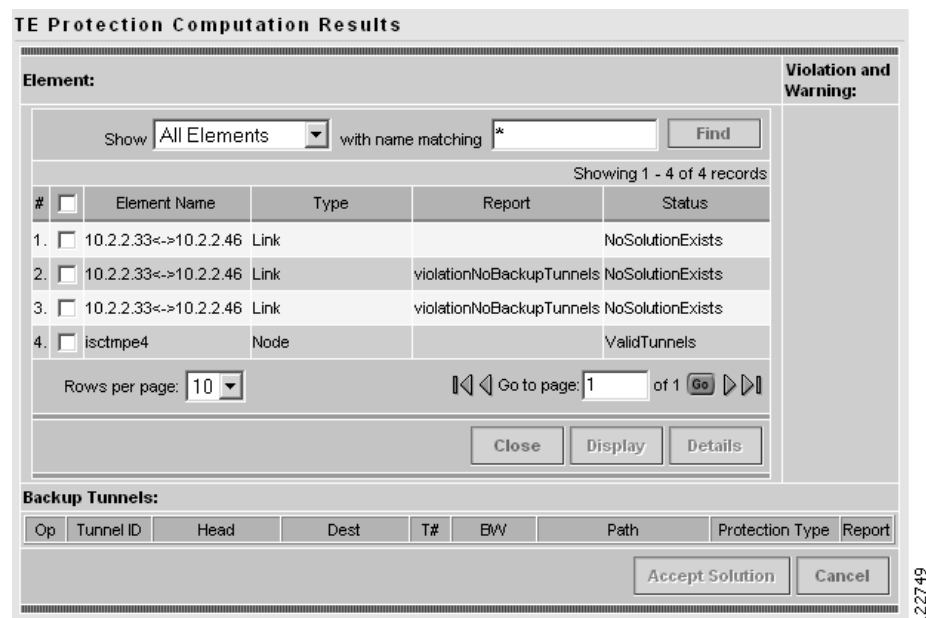 TE Protection Computation Results
Element:
Violation and
Warning:
Show All Elements with name matching * Find
Showing 1 - 4 of 4 records
# Element Name Type Report Status
1. 10.2.2.33<->10.2.2.46 Link NoSolutionExists
2. 10.2.2.33<->10.2.2.46 Link violationNoBackupTunnels NoSolutionExists
3. 10.2.2.33<->10.2.2.46 Link violationNoBackupTunnels NoSolutionExists
4. isctmpe4 Node ValidTunnels
Rows per page: 10 Go to page: 1 of 1 Go
Close Display Details
Backup Tunnels:
Op Tunnel ID Head Dest T# BW Path Protection Type Report
Accept Solution Cancel
22749